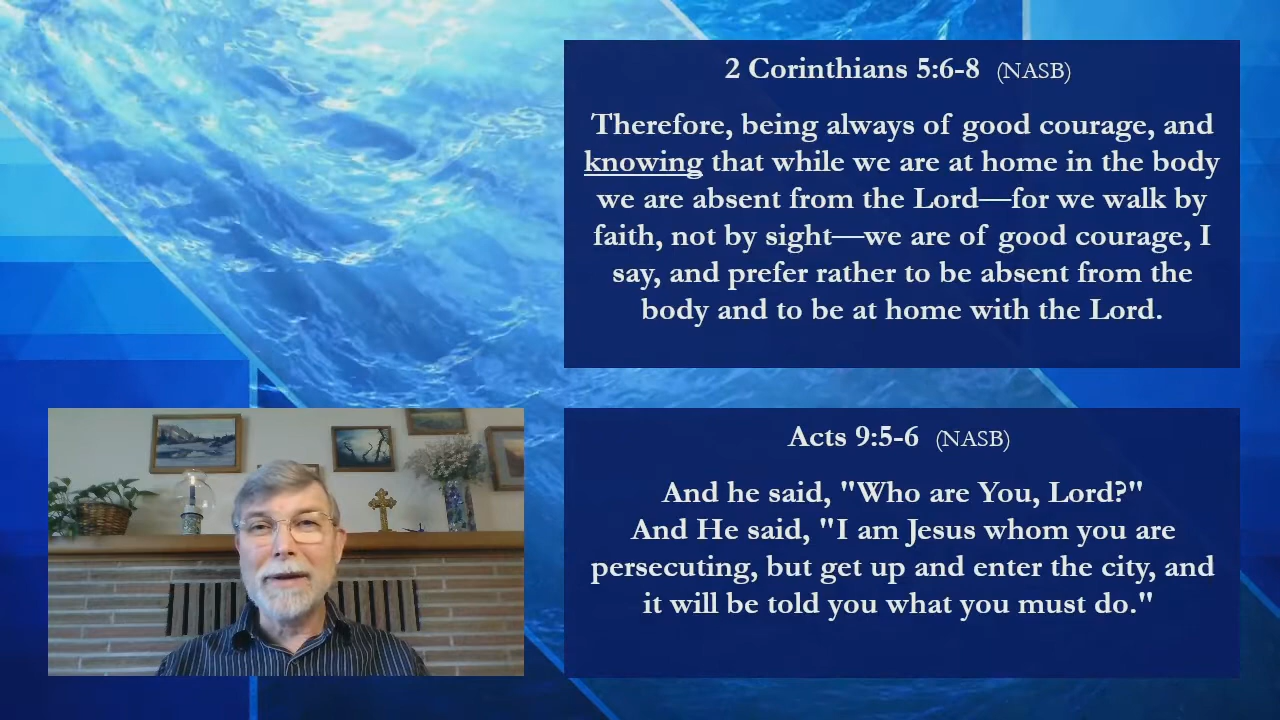 2 Corinthians 5:6-8 (NASB)
Therefore, being always of good courage, and
knowing that while we are at home in the body
we are absent from the Lord—for we walk by
faith, not by sight—we are of good courage, I
say, and prefer rather to be absent from the
body and to be at home with the Lord.
Acts 9:5-6 (NASB)
And he said, "Who are You, Lord?"
And He said, "I am Jesus whom you are
persecuting, but get up and enter the city, and
it will be told you what you must do."